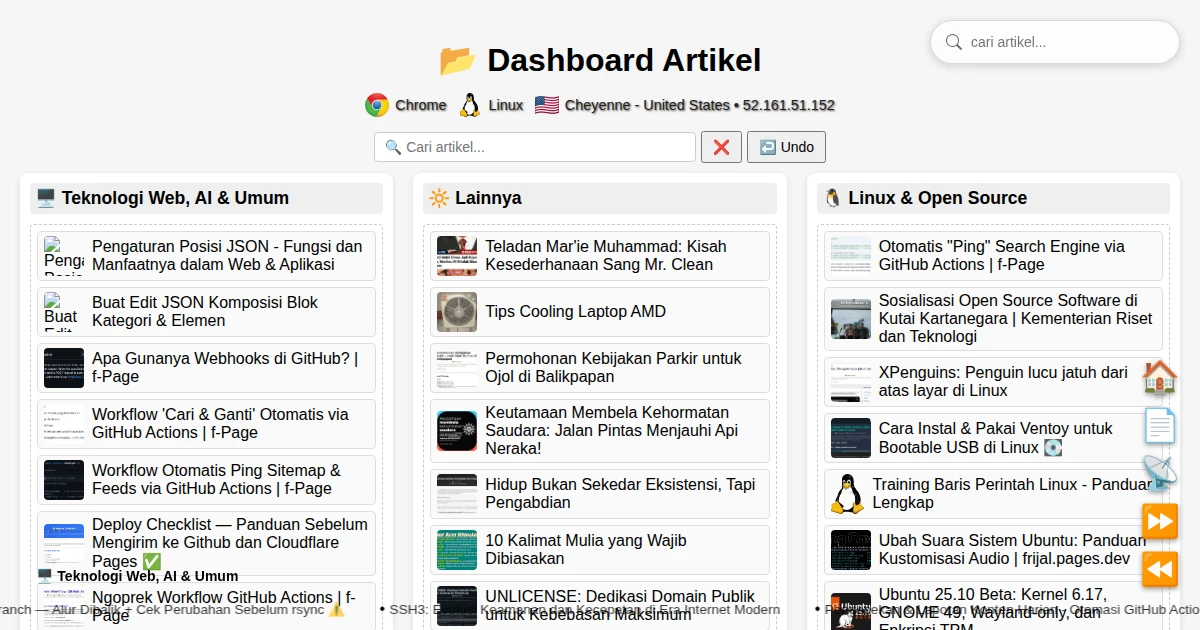 cari artikel...
📂 Dashboard Artikel
Chrome Linux Cheyenne - United States • 52.161.51.152
🔍 Cari artikel...
❌
↩️ Undo
🖥️ Teknologi Web, AI & Umum
Pengaturan Posisi JSON - Fungsi dan
Manfaatnya dalam Web & Aplikasi
Buat Edit JSON Komposisi Blok
Kategori & Elemen
Apa Gunanya Webhooks di GitHub? |
f-Page
Workflow 'Cari & Ganti' Otomatis via
GitHub Actions | f-Page
Workflow Otomatis Ping Sitemap &
Feeds via GitHub Actions | f-Page
Deploy Checklist — Panduan Sebelum
Mengirim ke Github dan Cloudflare
Pages ✅
🖥️ Teknologi Web, AI & Umum
Ngoprek Workflow GitHub Actions | f-
Page
🔆 Lainnya
Teladan Mar'ie Muhammad: Kisah
Kesederhanaan Sang Mr. Clean
Tips Cooling Laptop AMD
Permohonan Kebijakan Parkir untuk
Ojol di Balikpapan
Keutamaan Membela Kehormatan
Saudara: Jalan Pintas Menjauhi Api
Neraka!
Hidup Bukan Sekedar Eksistensi, Tapi
Pengabdian
10 Kalimat Mulia yang Wajib
Dibiasakan
UNLICENSE: Dedikasi Domain Publik
untuk Kebebasan Maksimum
🐧 Linux & Open Source
Otomatis "Ping" Search Engine via
GitHub Actions | f-Page
Sosialisasi Open Source Software di
Kutai Kartanegara | Kementerian Riset
dan Teknologi
XPenguins: Penguin lucu jatuh dari
atas layar di Linux
Cara Instal & Pakai Ventoy untuk
Bootable USB di Linux 💽
Training Baris Perintah Linux - Panduan
Lengkap
Ubah Suara Sistem Ubuntu: Panduan
Kustomisasi Audio | frijal.pages.dev
Ubuntu 25.10 Beta: Kernel 6.17,
GNOME 49, Wayland-only, dan
Enkripsi TPM
ranch — Alur Dibalik + Cek Perubahan Sebelum rsync ⚠️ • SSH3: Keamanan dan Kecepatan di Era Internet Modern • Harian Otomasi GitHub Actio